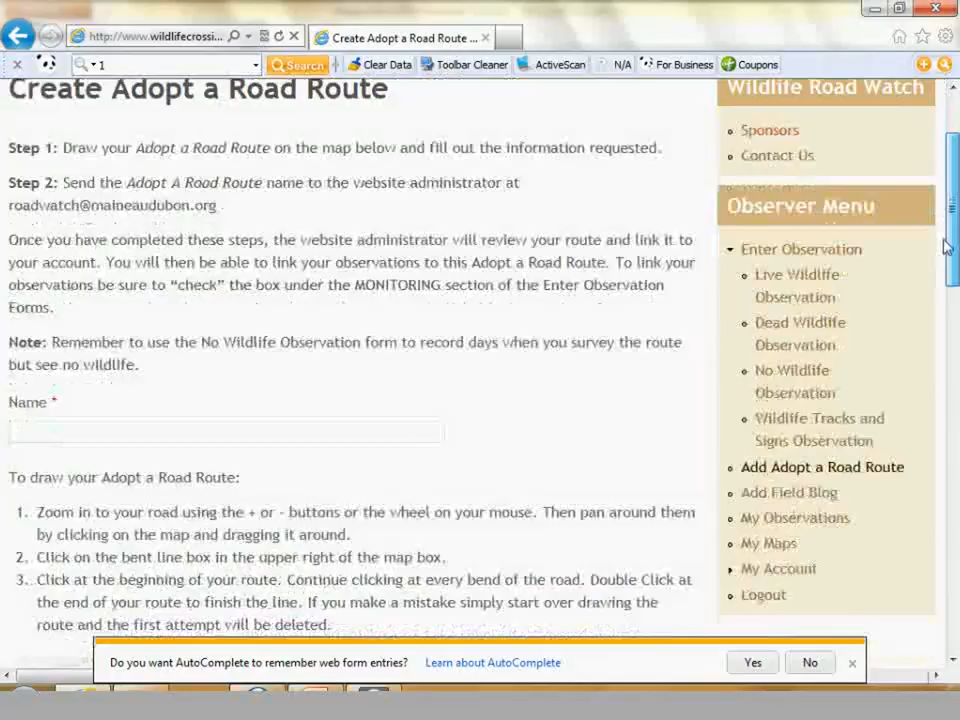 http://www.wildlifecrossi...
Create Adopt a Road Route ...
1
Search
Clear Data
Toolbar Cleaner
ActiveScan
N/A
For Business
Coupons
Create Adopt a Road Route
Step 1: Draw your Adopt a Road Route on the map below and fill out the information requested.
Step 2: Send the Adopt A Road Route name to the website administrator at
roadwatch@maineaudubon.org
Once you have completed these steps, the website administrator will review your route and link it to
your account. You will then be able to link your observations to this Adopt a Road Route. To link your
observations be sure to “check” the box under the MONITORING section of the Enter Observation
Forms.
Note: Remember to use the No Wildlife Observation form to record days when you survey the route
but see no wildlife.
Name *
To draw your Adopt a Road Route:
1. Zoom in to your road using the + or - buttons or the wheel on your mouse. Then pan around them
by clicking on the map and dragging it around.
2. Click on the bent line box in the upper right of the map box.
3. Click at the beginning of your route. Continue clicking at every bend of the road. Double Click at
the end of your route to finish the line. If you make a mistake simply start over drawing the
route and the first attempt will be deleted.
Wildlife Road Watch
Sponsors
Contact Us
Observer Menu
Enter Observation
Live Wildlife
Observation
Dead Wildlife
Observation
No Wildlife
Observation
Wildlife Tracks and
Signs Observation
Add Adopt a Road Route
Add Field Blog
My Observations
My Maps
My Account
Logout
Do you want AutoComplete to remember web form entries?
Learn about AutoComplete
Yes
No